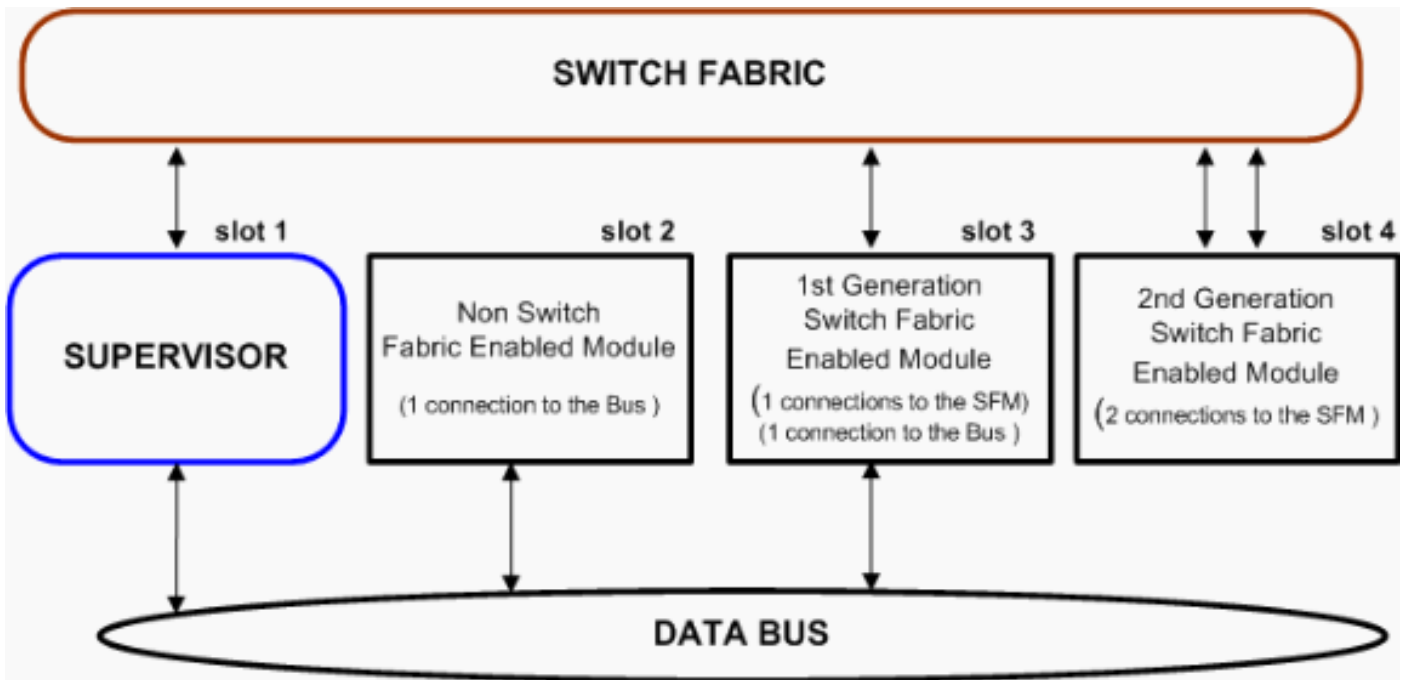 SWITCH FABRIC
slot 1
SUPERVISOR
slot 2
Non Switch
Fabric Enabled Module
(1 connection to the Bus )
slot 3
1st Generation
Switch Fabric
Enabled Module
(1 connections to the SFM)
(1 connection to the Bus )
slot 4
2nd Generation
Switch Fabric
Enabled Module
(2 connections to the SFM )
DATA BUS